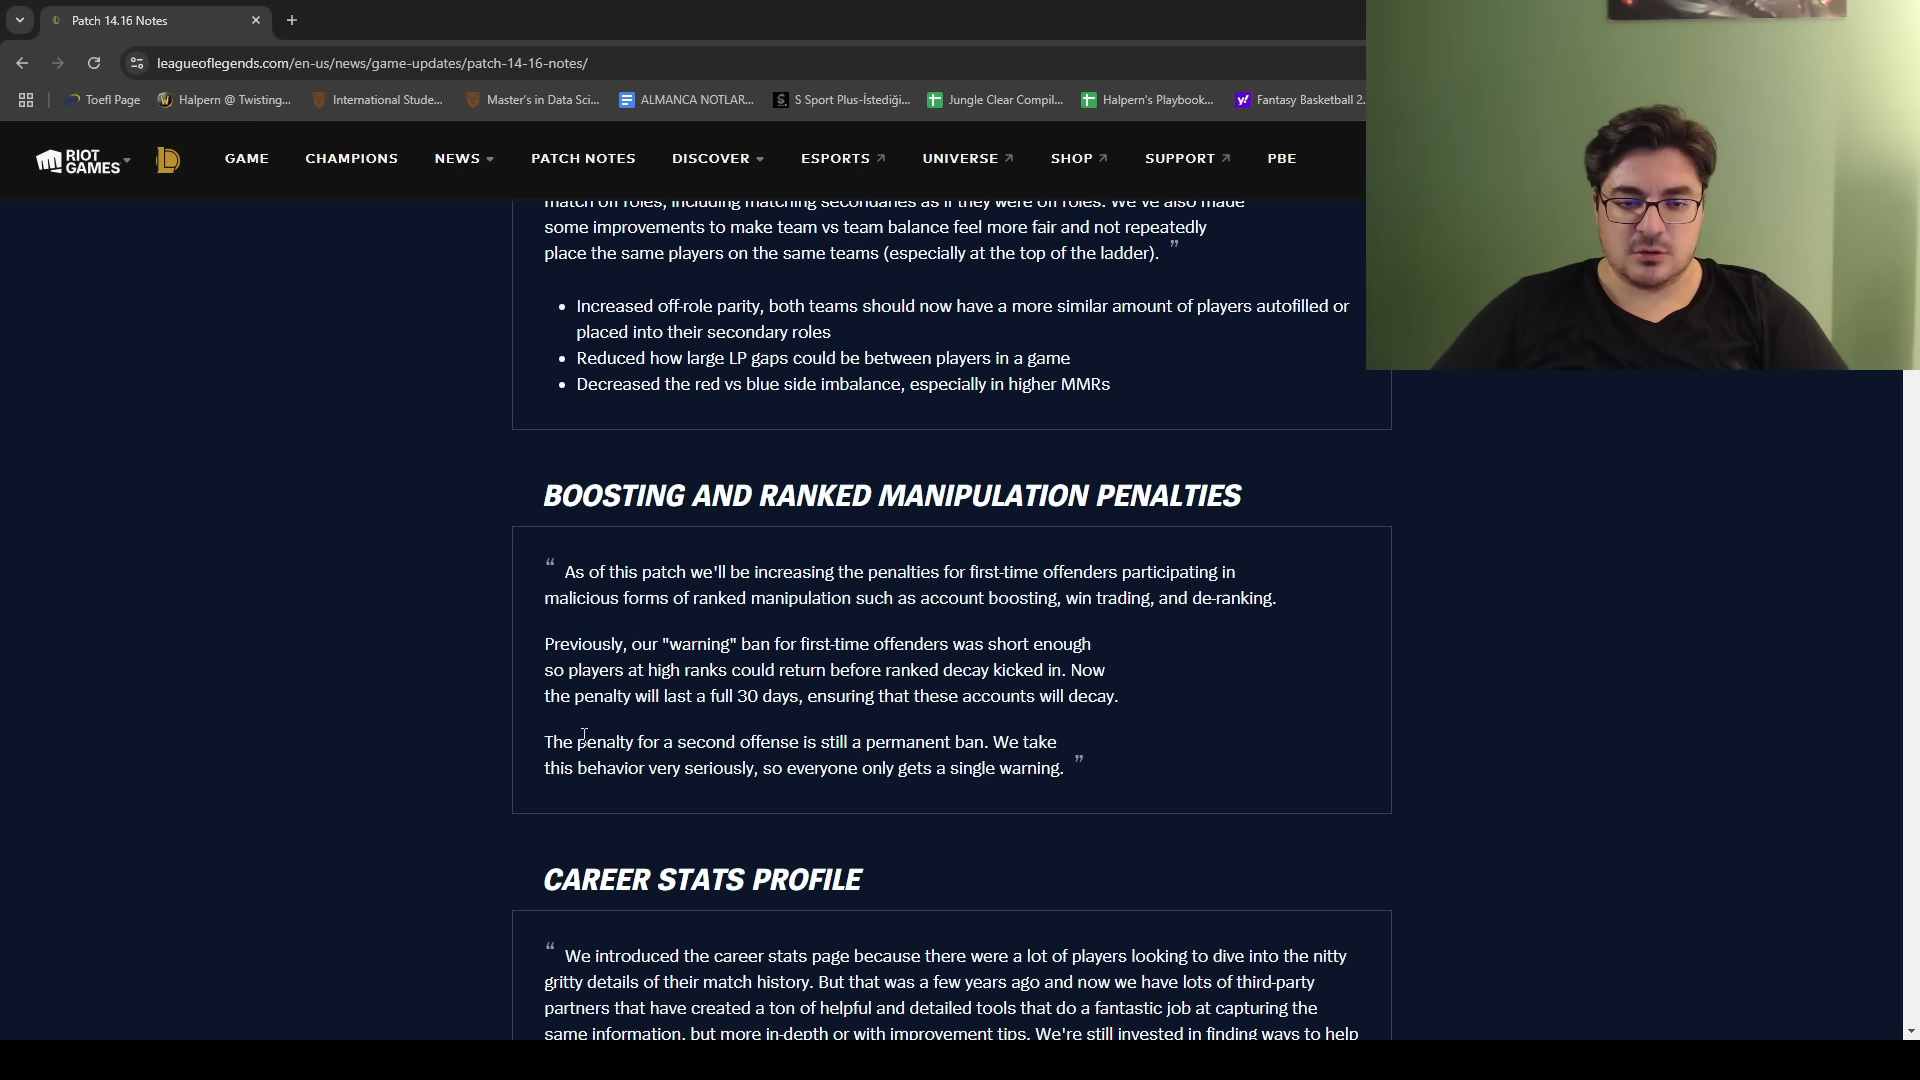 Patch 14.16 Notes
leagueoflegends.com/en-us/news/game-updates/patch-14-16-notes/
Toefl Page
Halpern @ Twisting...
International Stude...
Master's in Data Sci...
ALMANCA NOTLAR...
S Sport Plus-İstediği...
Jungle Clear Compil...
Halpern's Playbook...
Fantasy Basketball 2.
RIOT GAMES
GAME
CHAMPIONS
NEWS
PATCH NOTES
DISCOVER
ESPORTS
UNIVERSE
SHOP
SUPPORT
PBE
match off roles, including matching secondaries as if they were off roles. We've also made
some improvements to make team vs team balance feel more fair and not repeatedly
place the same players on the same teams (especially at the top of the ladder). ”
• Increased off-role parity, both teams should now have a more similar amount of players autofilled or
placed into their secondary roles
• Reduced how large LP gaps could be between players in a game
• Decreased the red vs blue side imbalance, especially in higher MMRs
BOOSTING AND RANKED MANIPULATION PENALTIES
“ As of this patch we'll be increasing the penalties for first-time offenders participating in
malicious forms of ranked manipulation such as account boosting, win trading, and de-ranking.
Previously, our "warning" ban for first-time offenders was short enough
so players at high ranks could return before ranked decay kicked in. Now
the penalty will last a full 30 days, ensuring that these accounts will decay.
The penalty for a second offense is still a permanent ban. We take
this behavior very seriously, so everyone only gets a single warning. ”
CAREER STATS PROFILE
“ We introduced the career stats page because there were a lot of players looking to dive into the nitty
gritty details of their match history. But that was a few years ago and now we have lots of third-party
partners that have created a ton of helpful and detailed tools that do a fantastic job at capturing the
same information, but more in-depth or with improvement tips. We're still invested in finding ways to help